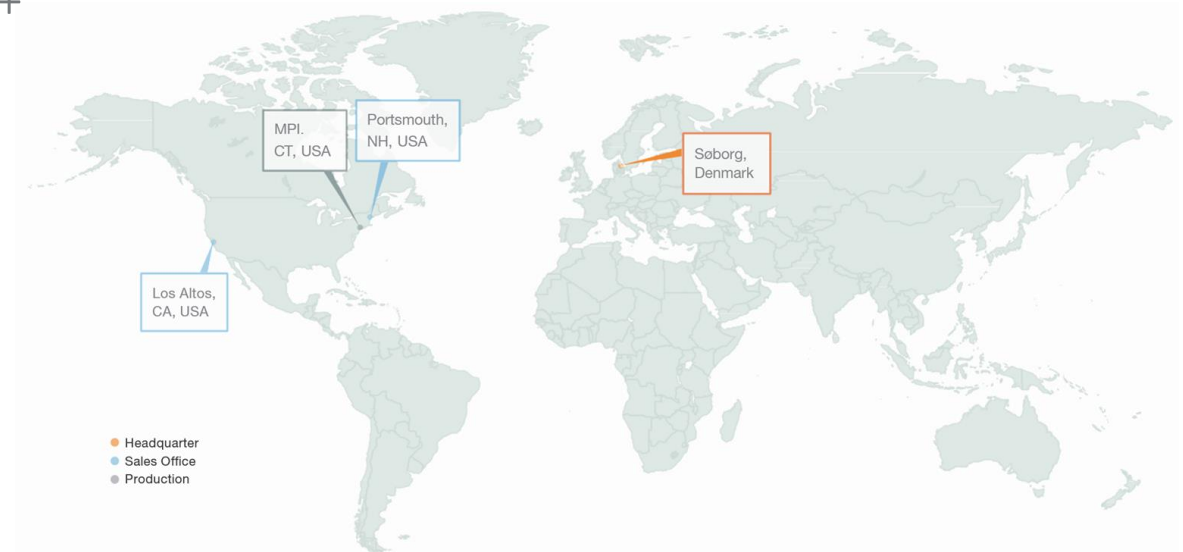 MPI.
CT, USA
Portsmouth,
NH, USA
Søborg,
Denmark
Los Altos,
CA, USA
Headquarter
Sales Office
Production